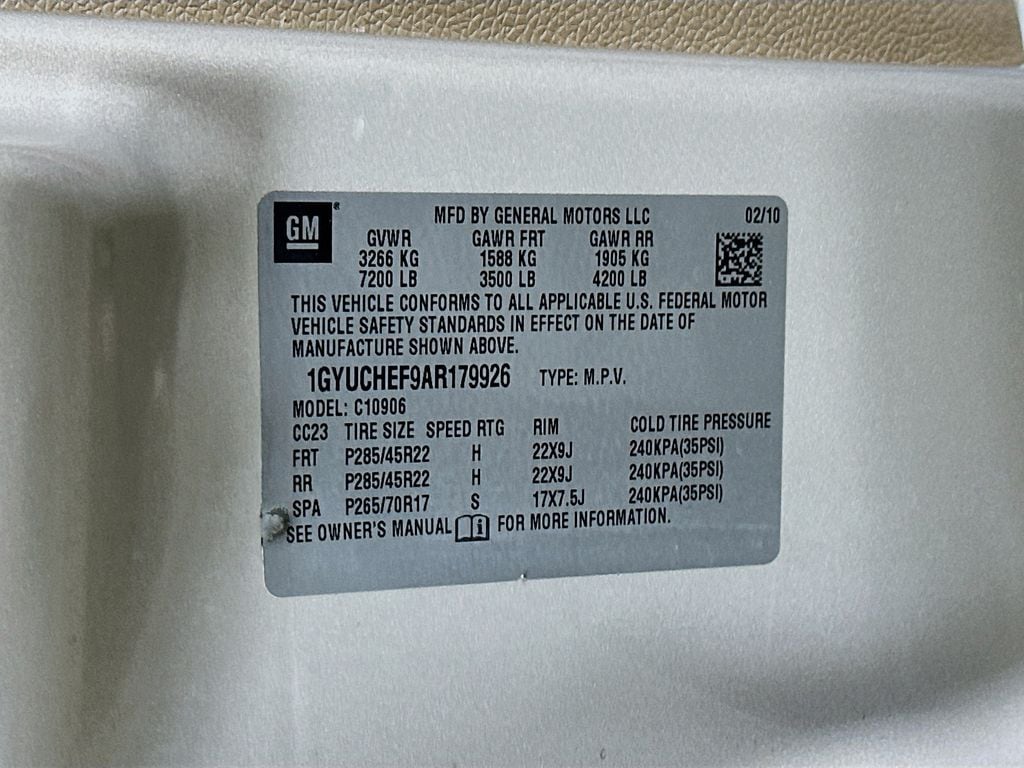 GM® MFD BY GENERAL MOTORS LLC 02/10
GVWR GAWR FRT GAWR RR
3266 KG 1588 KG 1905 KG
7200 LB 3500 LB 4200 LB
THIS VEHICLE CONFORMS TO ALL APPLICABLE U.S. FEDERAL MOTOR
VEHICLE SAFETY STANDARDS IN EFFECT ON THE DATE OF
MANUFACTURE SHOWN ABOVE.
1GYUCHEF9AR179926 TYPE: M.P.V.
MODEL: C10906
CC23 TIRE SIZE SPEED RTG RIM COLD TIRE PRESSURE
FRT P285/45R22 H 22X9J 240KPA(35PSI)
RR P285/45R22 H 22X9J 240KPA(35PSI)
SPA P265/70R17 S 17X7.5J 240KPA(35PSI)
SEE OWNER'S MANUAL i FOR MORE INFORMATION.